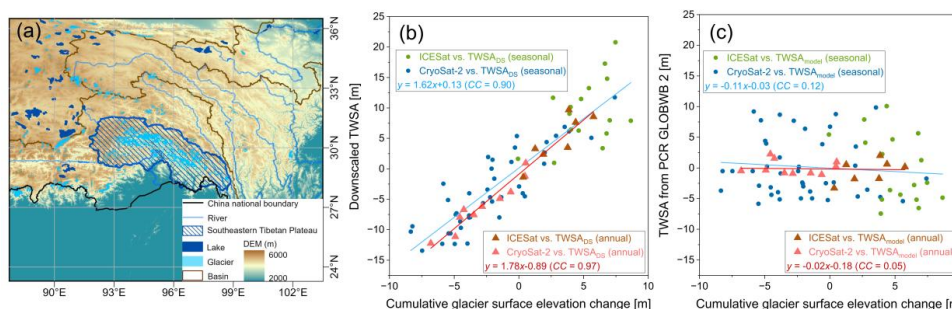 (a)
36°N
33°N
30°N
27°N
24°N
90°E
93°E
96°E
99°E
102°E
China national boundary
River
Southeastern Tibetan Plateau
Lake
Glacier
Basin
DEM (m)
6000
2000
(b)
Downscaled TWSA [m]
25
20
15
10
5
0
−5
−10
−15
ICESat vs. TWSA_DS (seasonal)
CryoSat-2 vs. TWSA_DS (seasonal)
y = 1.62x+0.13 (CC = 0.90)
ICESat vs. TWSA_DS (annual)
CryoSat-2 vs. TWSA_DS (annual)
y = 1.78x-0.89 (CC = 0.97)
−10
−5
0
5
10
Cumulative glacier surface elevation change [m]
(c)
TWSA from PCR GLOBWB 2 [m]
25
20
15
10
5
0
−5
−10
−15
ICESat vs. TWSA_model (seasonal)
CryoSat-2 vs. TWSA_model (seasonal)
y = -0.11x-0.03 (CC = 0.12)
ICESat vs. TWSA_model (annual)
CryoSat-2 vs. TWSA_model (annual)
y = -0.02x-0.18 (CC = 0.05)
−10
−5
0
5
Cumulative glacier surface elevation change [m